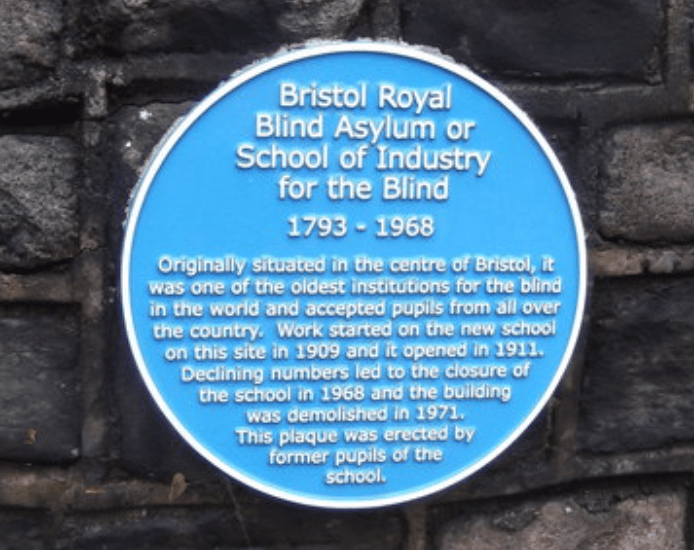 Bristol Royal
Blind Asylum or
School of Industry
for the Blind
1793 - 1968
Originally situated in the centre of Bristol, it
was one of the oldest institutions for the blind
in the world and accepted pupils from all over
the country. Work started on the new school
on this site in 1909 and it opened in 1911.
Declining numbers led to the closure of
the school in 1968 and the building
was demolished in 1971.
This plaque was erected by
former pupils of the
school.